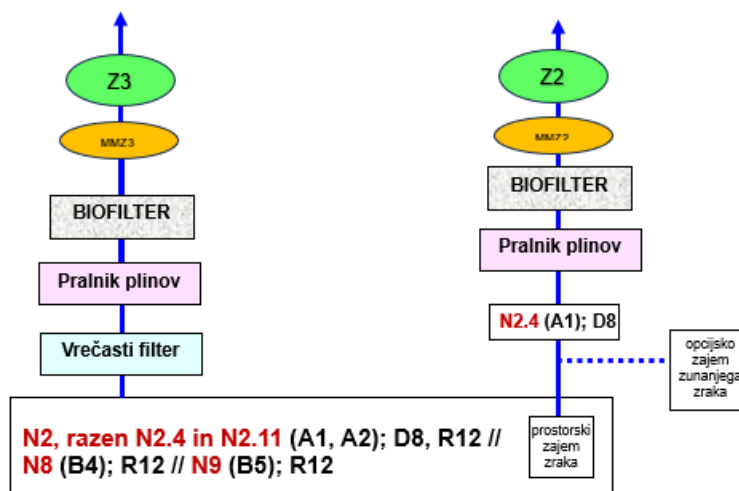 Z3
MMZ3
BIOFILTER
Pralnik plinov
Vrečasti filter
N2, razen N2.4 in N2.11 (A1, A2); D8, R12 //
N8 (B4); R12 // N9 (B5); R12
Z2
MMZ2
BIOFILTER
Pralnik plinov
N2.4 (A1); D8
opcijsko
zajem
zunanjega
zraka
prostorski
zajem
zraka